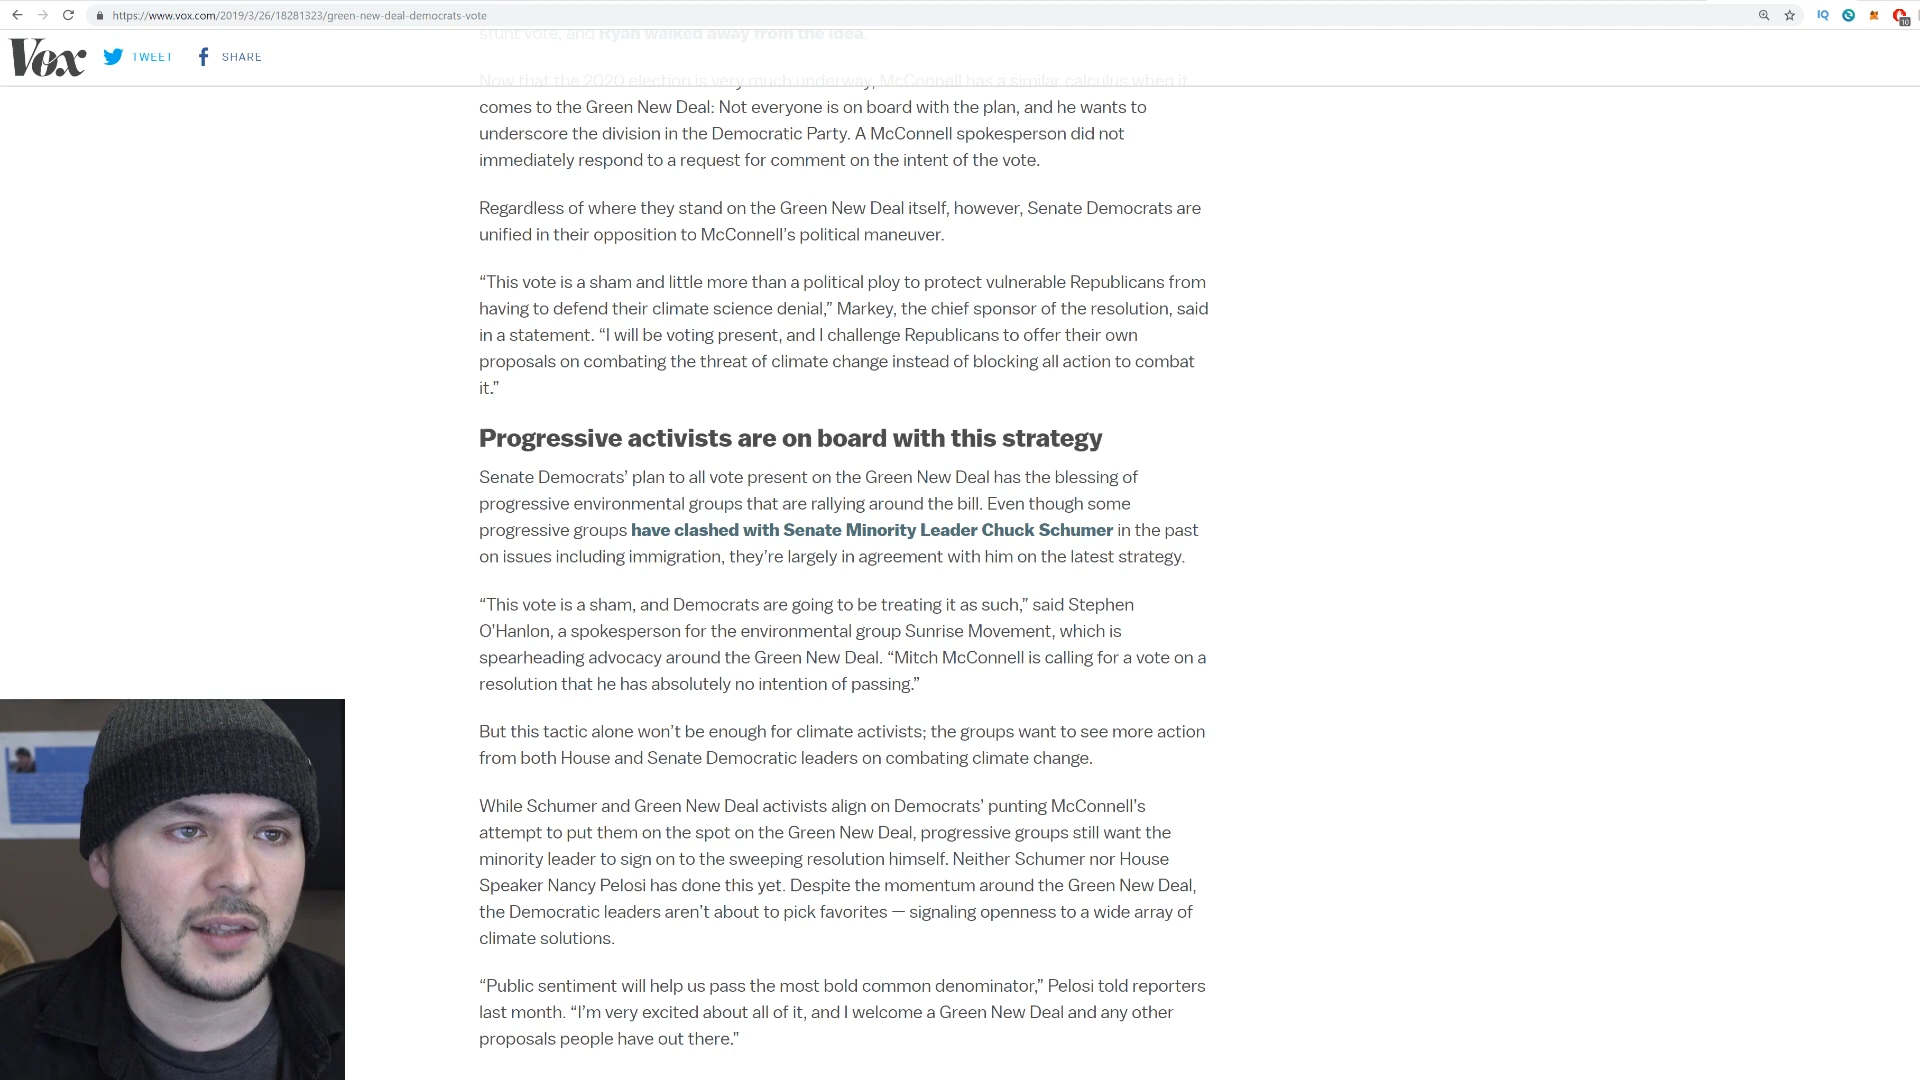 https://www.vox.com/2019/3/26/18281323/green-new-deal-democrats-vote
IQ
10
Vox
TWEET
SHARE
stunt vote, and Ryan walked away from the idea.
Now that the 2020 election is very much underway, McConnell has a similar calculus when it
comes to the Green New Deal: Not everyone is on board with the plan, and he wants to
underscore the division in the Democratic Party. A McConnell spokesperson did not
immediately respond to a request for comment on the intent of the vote.
Regardless of where they stand on the Green New Deal itself, however, Senate Democrats are
unified in their opposition to McConnell’s political maneuver.
“This vote is a sham and little more than a political ploy to protect vulnerable Republicans from
having to defend their climate science denial,” Markey, the chief sponsor of the resolution, said
in a statement. “I will be voting present, and I challenge Republicans to offer their own
proposals on combating the threat of climate change instead of blocking all action to combat
it.”
Progressive activists are on board with this strategy
Senate Democrats’ plan to all vote present on the Green New Deal has the blessing of
progressive environmental groups that are rallying around the bill. Even though some
progressive groups have clashed with Senate Minority Leader Chuck Schumer in the past
on issues including immigration, they’re largely in agreement with him on the latest strategy.
“This vote is a sham, and Democrats are going to be treating it as such,” said Stephen
O’Hanlon, a spokesperson for the environmental group Sunrise Movement, which is
spearheading advocacy around the Green New Deal. “Mitch McConnell is calling for a vote on a
resolution that he has absolutely no intention of passing.”
But this tactic alone won’t be enough for climate activists; the groups want to see more action
from both House and Senate Democratic leaders on combating climate change.
While Schumer and Green New Deal activists align on Democrats’ punting McConnell’s
attempt to put them on the spot on the Green New Deal, progressive groups still want the
minority leader to sign on to the sweeping resolution himself. Neither Schumer nor House
Speaker Nancy Pelosi has done this yet. Despite the momentum around the Green New Deal,
the Democratic leaders aren’t about to pick favorites — signaling openness to a wide array of
climate solutions.
“Public sentiment will help us pass the most bold common denominator,” Pelosi told reporters
last month. “I’m very excited about all of it, and I welcome a Green New Deal and any other
proposals people have out there.”